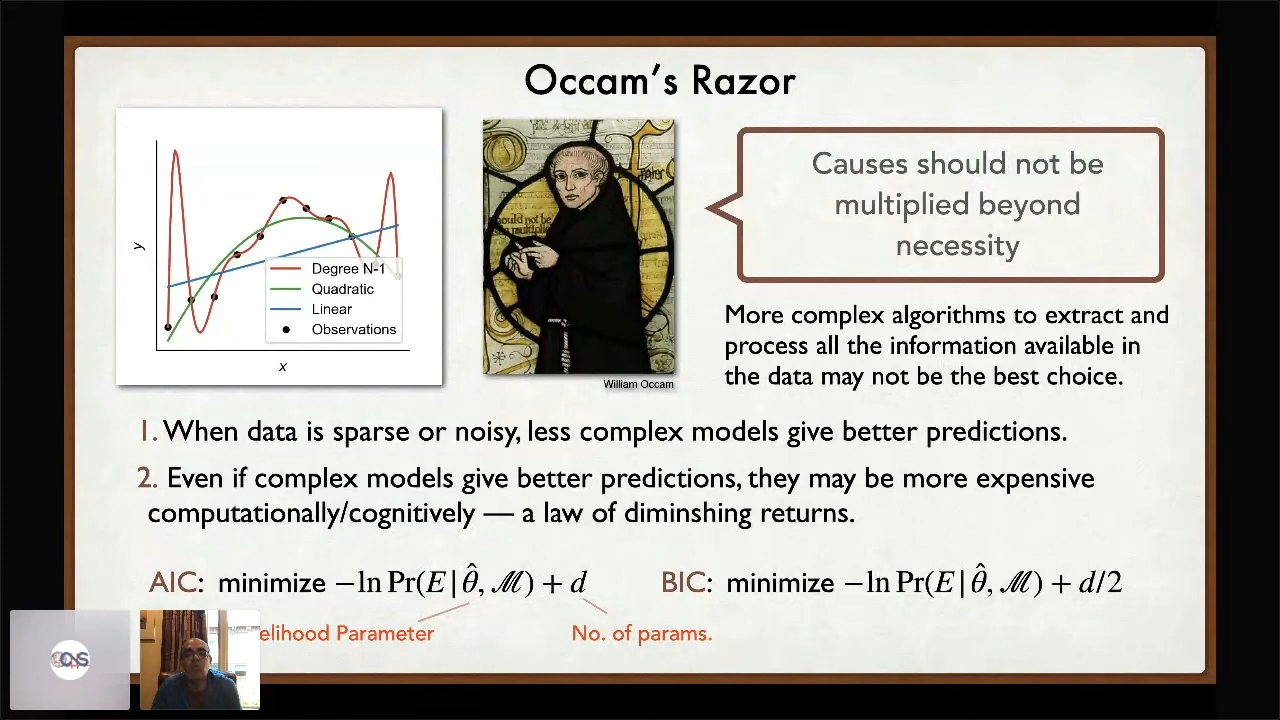 Occam's Razor
y
x
Degree N-1
Quadratic
Linear
Observations
should not be
William Occam
Causes should not be
multiplied beyond
necessity
More complex algorithms to extract and
process all the information available in
the data may not be the best choice.
1. When data is sparse or noisy, less complex models give better predictions.
2. Even if complex models give better predictions, they may be more expensive
computationally/cognitively — a law of diminshing returns.
AIC: minimize −ln Pr(E|θ̂, ℳ) + d
BIC: minimize −ln Pr(E|θ̂, ℳ) + d/2
elihood Parameter
No. of params.